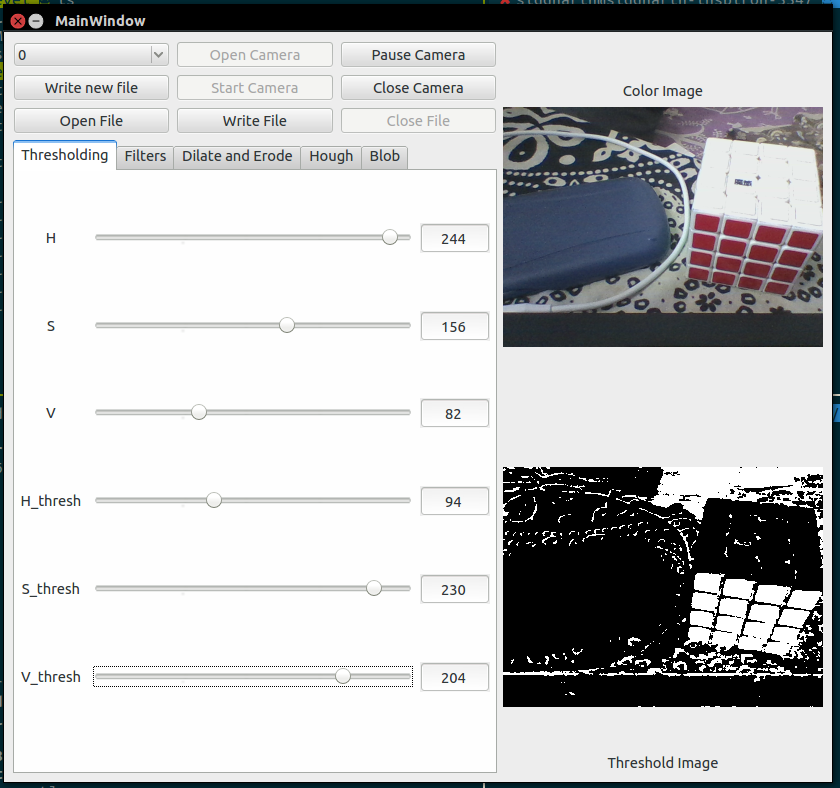 MainWindow
0
Open Camera
Pause Camera
Write new file
Start Camera
Close Camera
Open File
Write File
Close File
Thresholding
Filters
Dilate and Erode
Hough
Blob
H
244
S
156
V
82
H_thresh
94
S_thresh
230
V_thresh
204
Color Image
Threshold Image